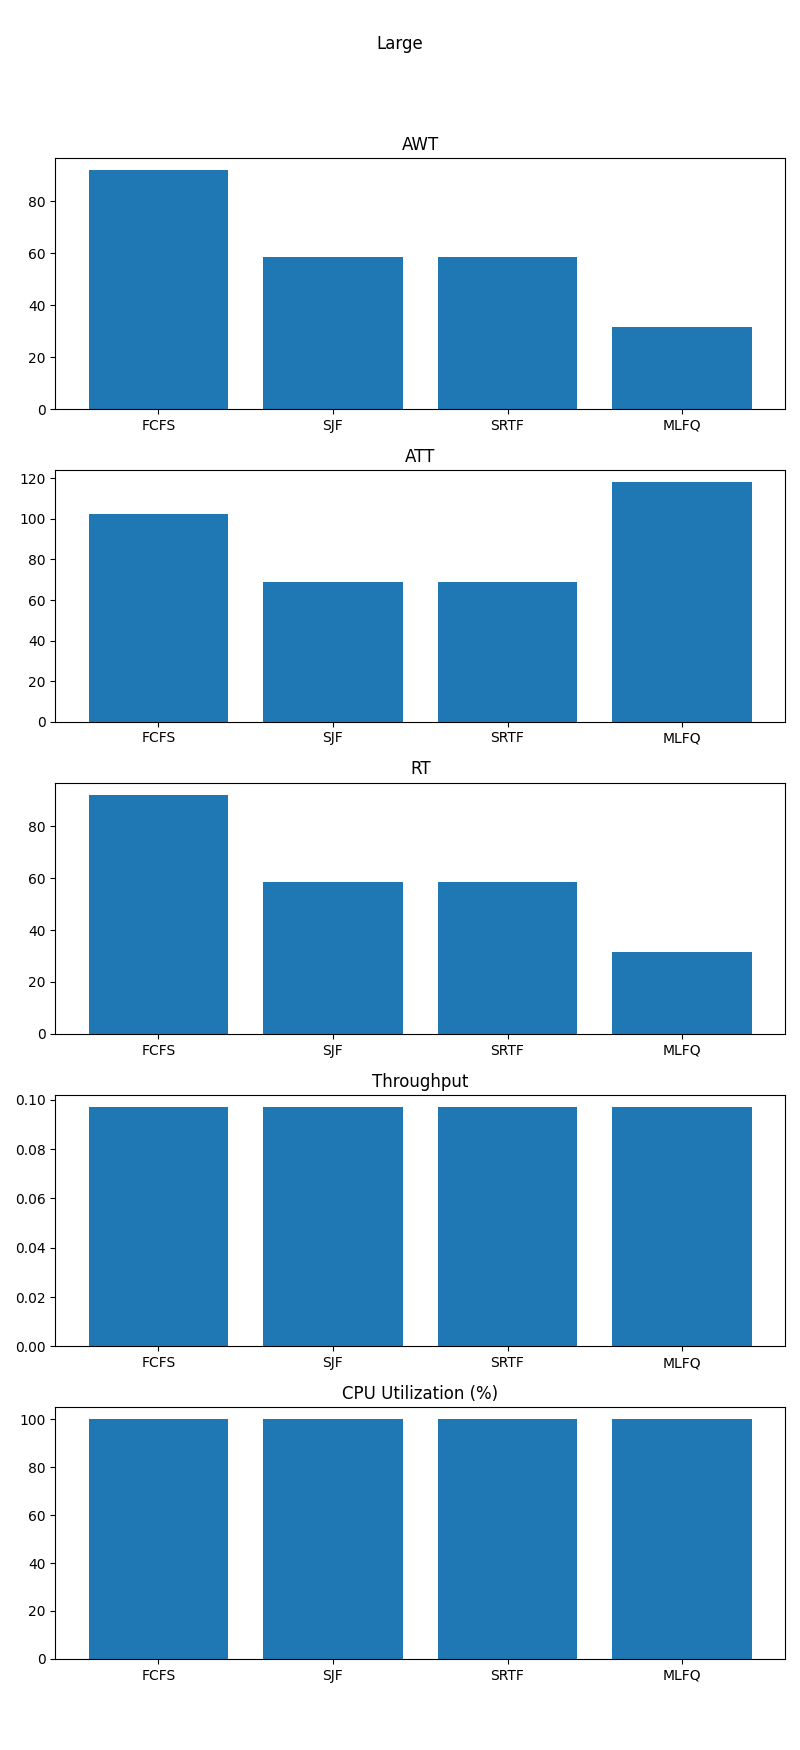 Large
AWT
80
60
40
20
0
FCFS SJF SRTF MLFQ
ATT
120
100
80
60
40
20
0
FCFS SJF SRTF MLFQ
RT
80
60
40
20
0
FCFS SJF SRTF MLFQ
Throughput
0.10
0.08
0.06
0.04
0.02
0.00
FCFS SJF SRTF MLFQ
CPU Utilization (%)
100
80
60
40
20
0
FCFS SJF SRTF MLFQ